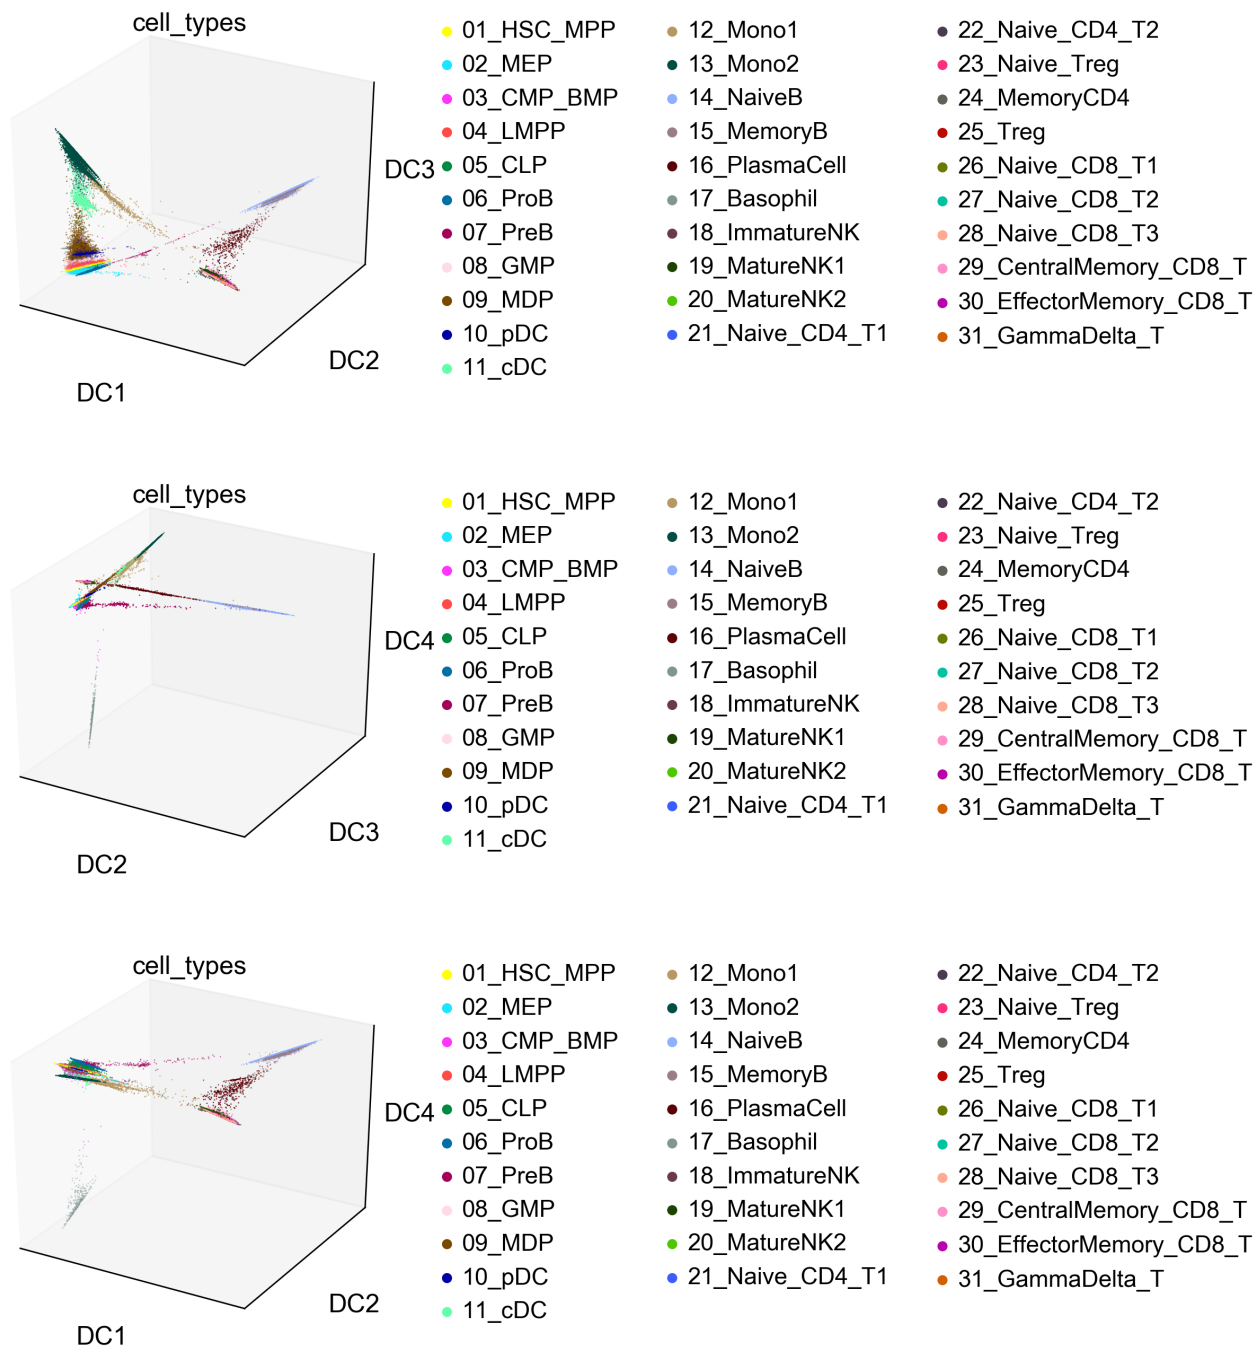 cell_types
DC3
DC2
DC1
01_HSC_MPP
02_MEP
03_CMP_BMP
04_LMPP
05_CLP
06_ProB
07_PreB
08_GMP
09_MDP
10_pDC
11_cDC
12_Mono1
13_Mono2
14_NaiveB
15_MemoryB
16_PlasmaCell
17_Basophil
18_ImmatureNK
19_MatureNK1
20_MatureNK2
21_Naive_CD4_T1
22_Naive_CD4_T2
23_Naive_Treg
24_MemoryCD4
25_Treg
26_Naive_CD8_T1
27_Naive_CD8_T2
28_Naive_CD8_T3
29_CentralMemory_CD8_T
30_EffectorMemory_CD8_T
31_GammaDelta_T
cell_types
DC4
DC3
DC2
01_HSC_MPP
02_MEP
03_CMP_BMP
04_LMPP
05_CLP
06_ProB
07_PreB
08_GMP
09_MDP
10_pDC
11_cDC
12_Mono1
13_Mono2
14_NaiveB
15_MemoryB
16_PlasmaCell
17_Basophil
18_ImmatureNK
19_MatureNK1
20_MatureNK2
21_Naive_CD4_T1
22_Naive_CD4_T2
23_Naive_Treg
24_MemoryCD4
25_Treg
26_Naive_CD8_T1
27_Naive_CD8_T2
28_Naive_CD8_T3
29_CentralMemory_CD8_T
30_EffectorMemory_CD8_T
31_GammaDelta_T
cell_types
DC4
DC2
DC1
01_HSC_MPP
02_MEP
03_CMP_BMP
04_LMPP
05_CLP
06_ProB
07_PreB
08_GMP
09_MDP
10_pDC
11_cDC
12_Mono1
13_Mono2
14_NaiveB
15_MemoryB
16_PlasmaCell
17_Basophil
18_ImmatureNK
19_MatureNK1
20_MatureNK2
21_Naive_CD4_T1
22_Naive_CD4_T2
23_Naive_Treg
24_MemoryCD4
25_Treg
26_Naive_CD8_T1
27_Naive_CD8_T2
28_Naive_CD8_T3
29_CentralMemory_CD8_T
30_EffectorMemory_CD8_T
31_GammaDelta_T